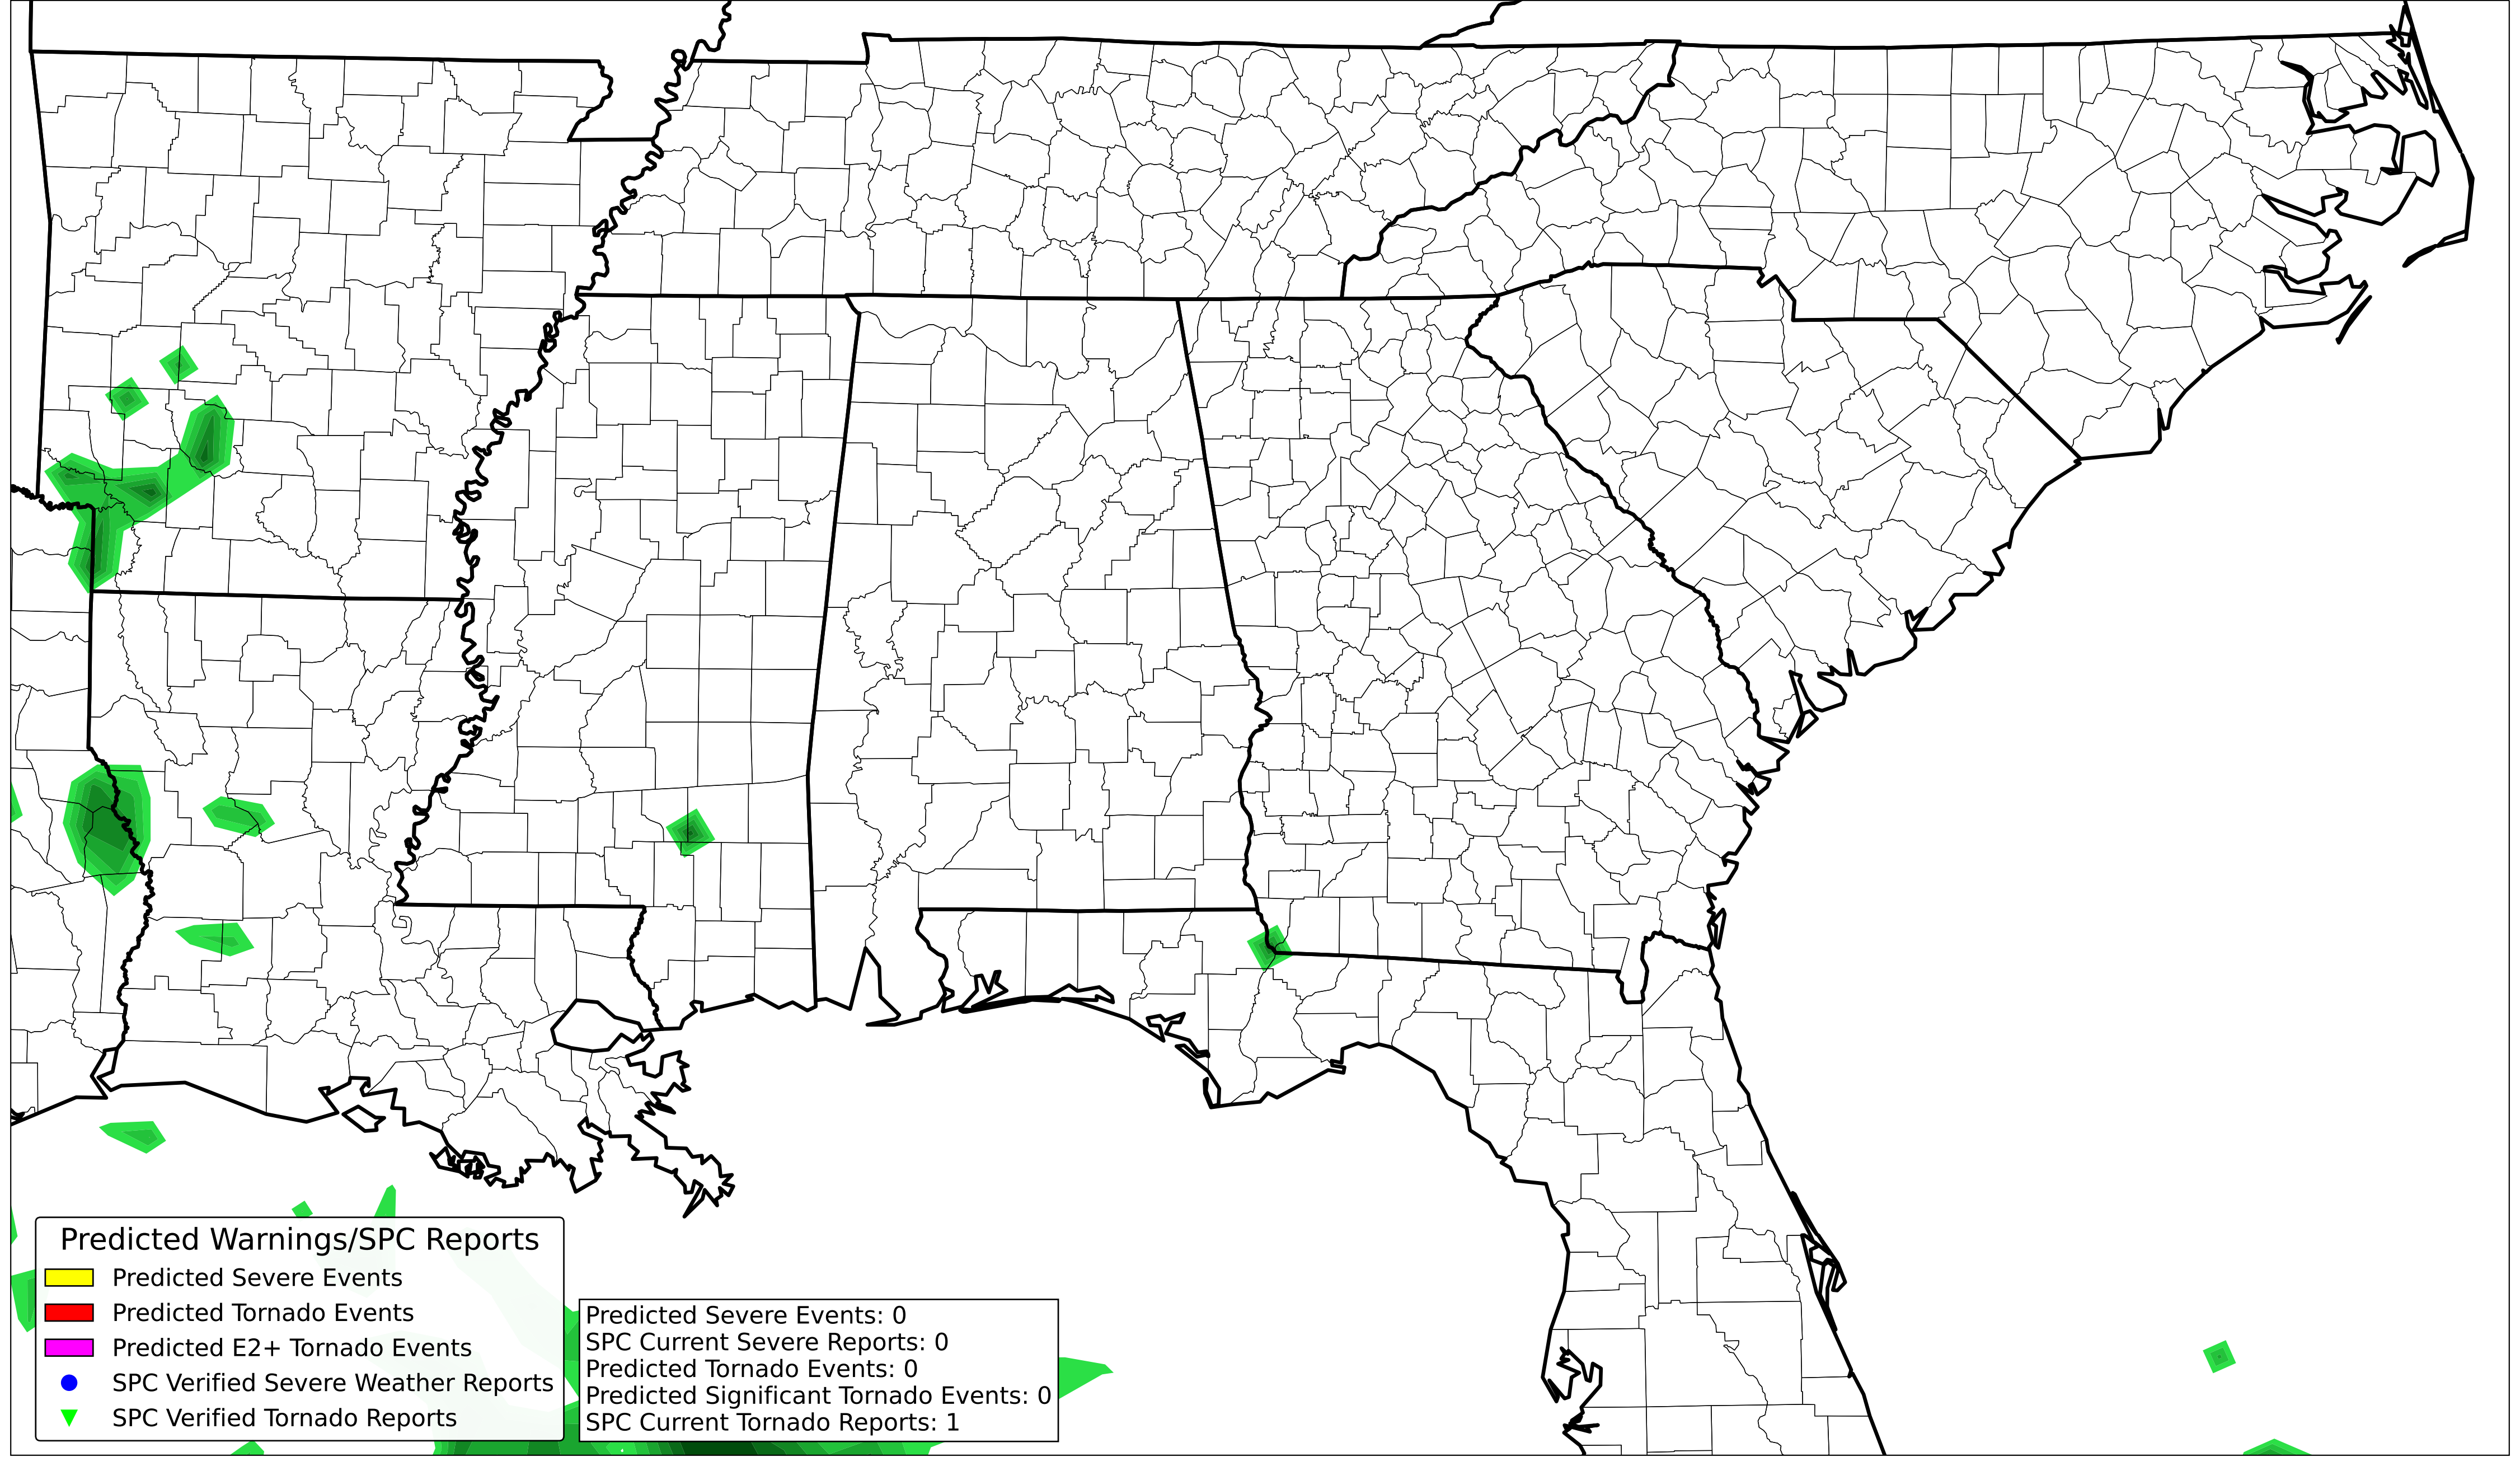 Predicted Warnings/SPC Reports
Predicted Severe Events
Predicted Tornado Events
Predicted E2+ Tornado Events
SPC Verified Severe Weather Reports
SPC Verified Tornado Reports
Predicted Severe Events: 0
SPC Current Severe Reports: 0
Predicted Tornado Events: 0
Predicted Significant Tornado Events: 0
SPC Current Tornado Reports: 1